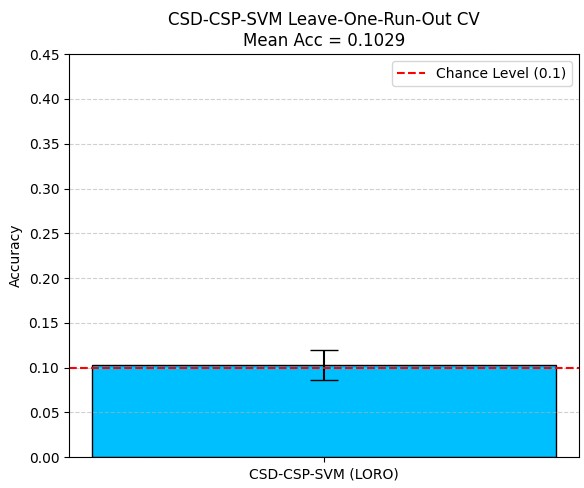 CSD-CSP-SVM Leave-One-Run-Out CV
Mean Acc = 0.1029
Chance Level (0.1)
Accuracy
0.45
0.40
0.35
0.30
0.25
0.20
0.15
0.10
0.05
0.00
CSD-CSP-SVM (LORO)